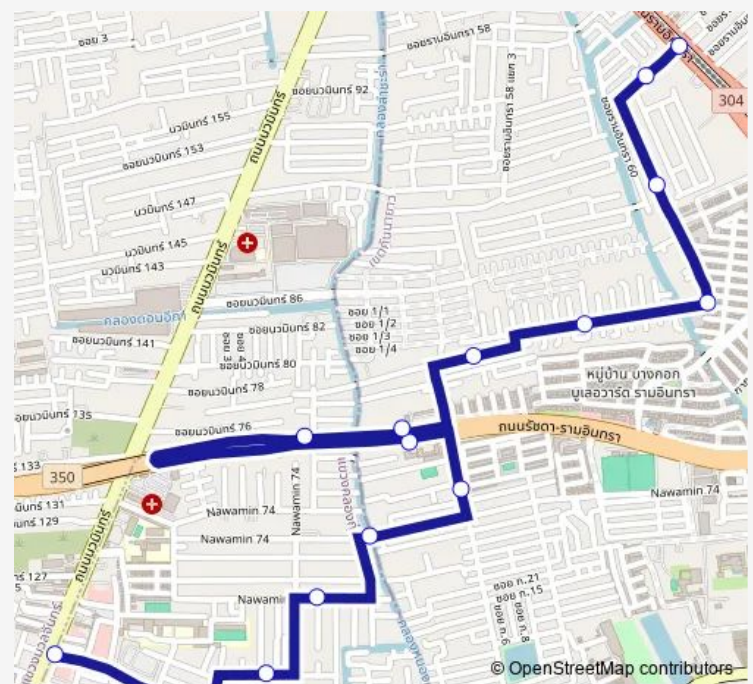 ซอย 3
ซอยรามอินทรา 58
ซอยนวมินทร์ 92
ซอยรามอินทรา 58 แยก 3
304
นวมินทร์ 155
ซอยนวมินทร์ 153
ถนนนวมินทร์
ซอยรามอินทรา 60
นวมินทร์ 147
นวมินทร์ 145
นวมินทร์ 143
ถนนนวมินทร์
ซอยนวมินทร์ 86
ซอยนวมินทร์ 82
ซอย 1/1
ซอย 1/2
ซอย 1/3
ซอย 1/4
นวมินทร์ 141
ซอย 3
ซอย 4
ซอยนวมินทร์ 80
ซอยนวมินทร์ 78
หมู่บ้าน บางกอก
บูเลอวาร์ด รามอินทรา
ซอยนวมินทร์ 76
ถนนรัชดา-รามอินทรา
133
350
Nawamin 74
Nawamin 74
Nawamin 74
Nawamin 74
ถนนนวมินทร์
ซอย ก.21
ซอย ก.15
ซอย ก.6
ซอย ก.8
© OpenStreetMap contributors